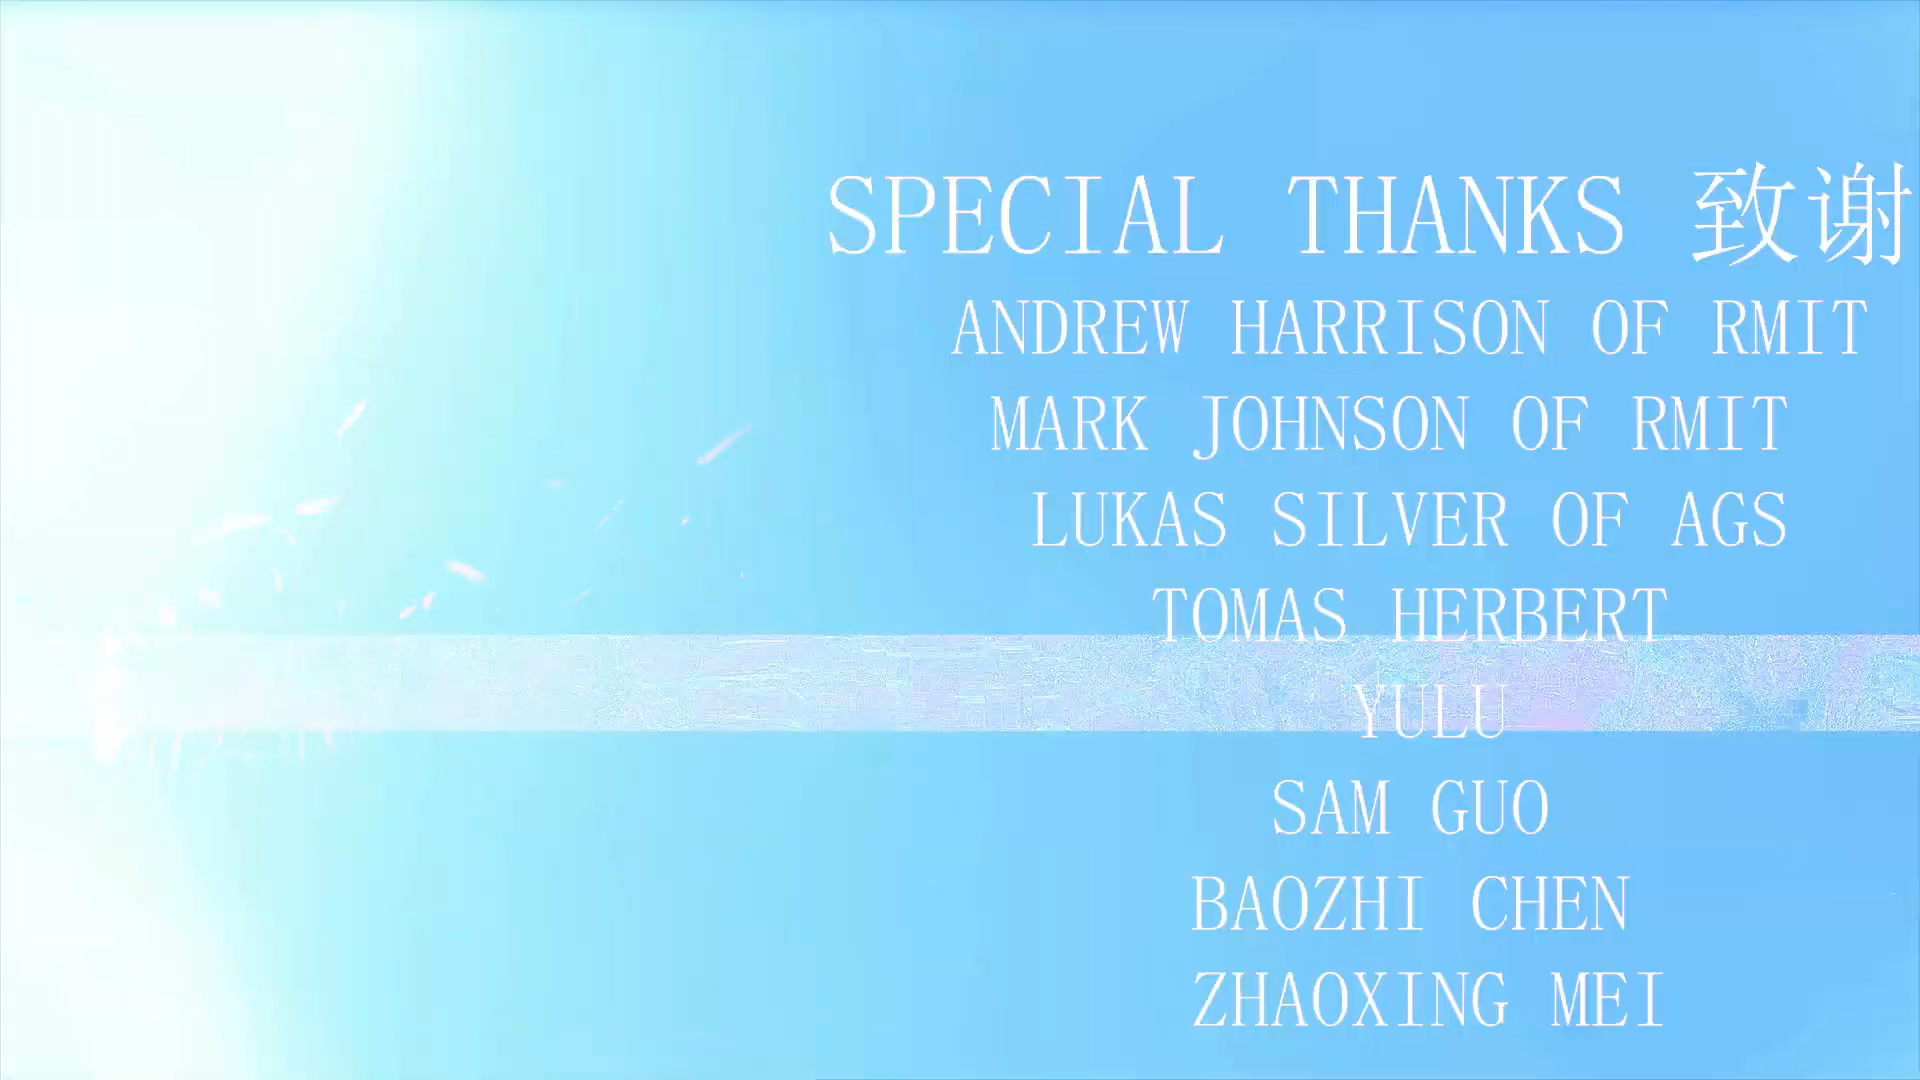 SPECIAL THANKS 致谢
ANDREW HARRISON OF RMIT
MARK JOHNSON OF RMIT
LUKAS SILVER OF AGS
TOMAS HERBERT
YULU
SAM GUO
BAOZHI CHEN
ZHAOXING MEI